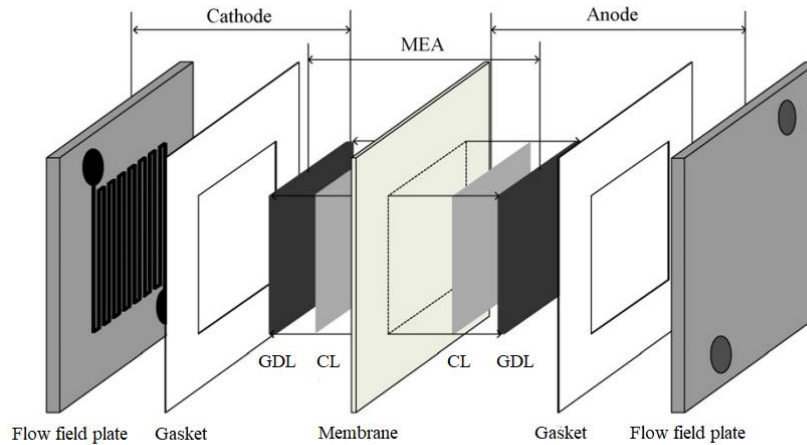 Cathode
Anode
MEA
GDL CL CL GDL
Flow field plate Gasket Membrane Gasket Flow field plate